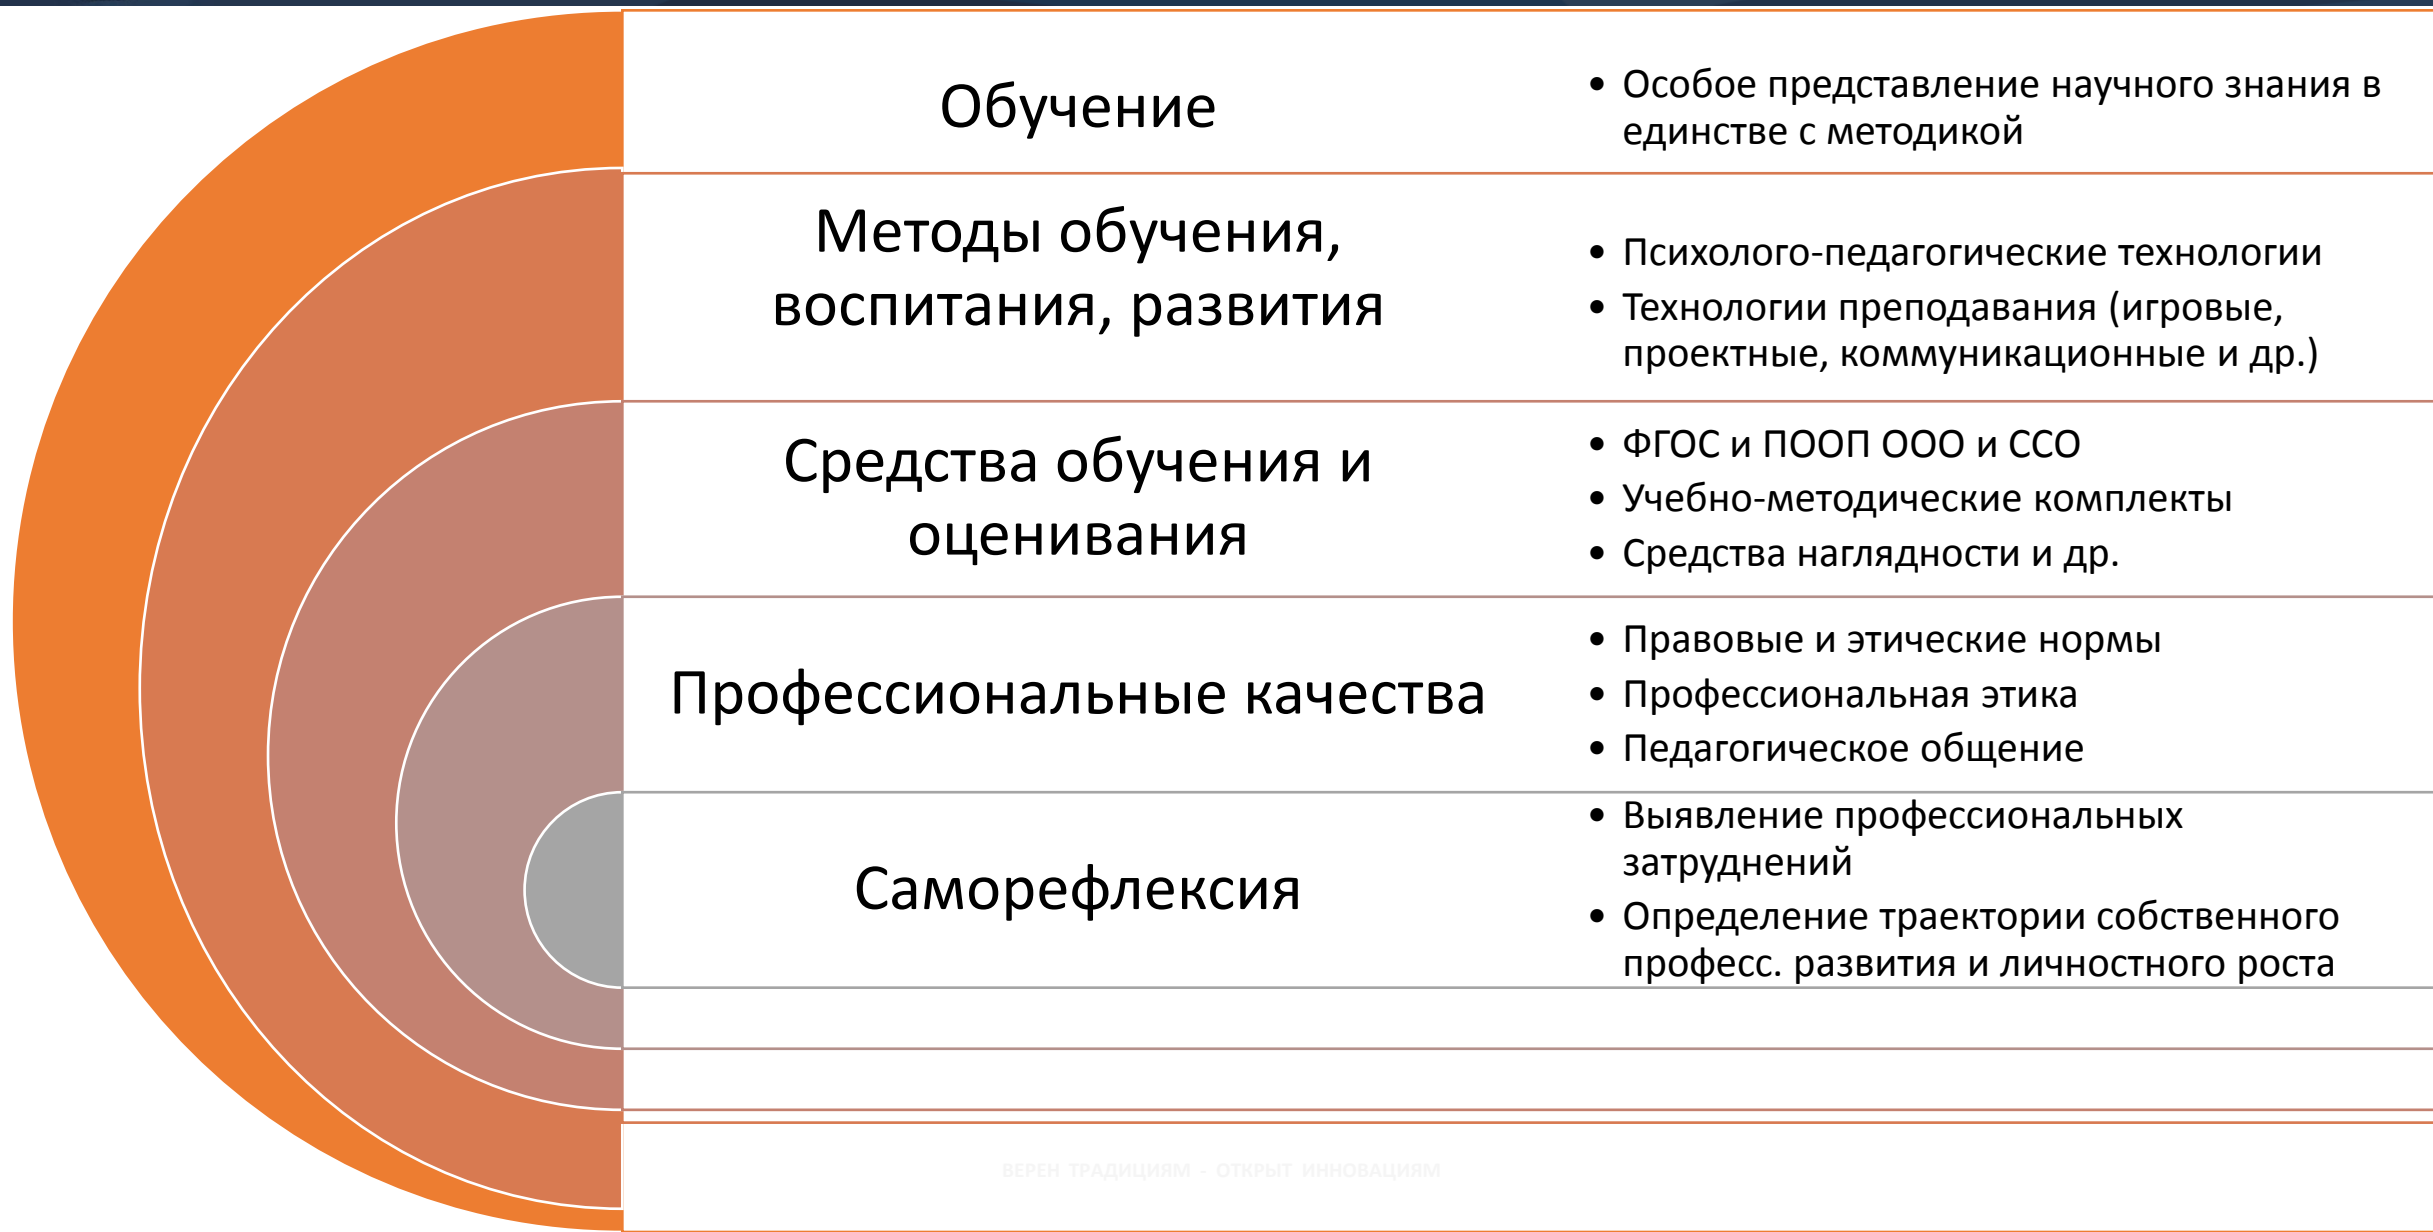 Обучение
• Особое представление научного знания в
единстве с методикой
Методы обучения,
воспитания, развития
• Психолого-педагогические технологии
• Технологии преподавания (игровые,
проектные, коммуникационные и др.)
Средства обучения и
оценивания
• ФГОС и ПООП ООО и ССО
• Учебно-методические комплекты
• Средства наглядности и др.
Профессиональные качества
• Правовые и этические нормы
• Профессиональная этика
• Педагогическое общение
Саморефлексия
• Выявление профессиональных
затруднений
• Определение траектории собственного
професс. развития и личностного роста
ВЕРЕН ТРАДИЦИЯМ - ОТКРЫТ ИННОВАЦИЯМ